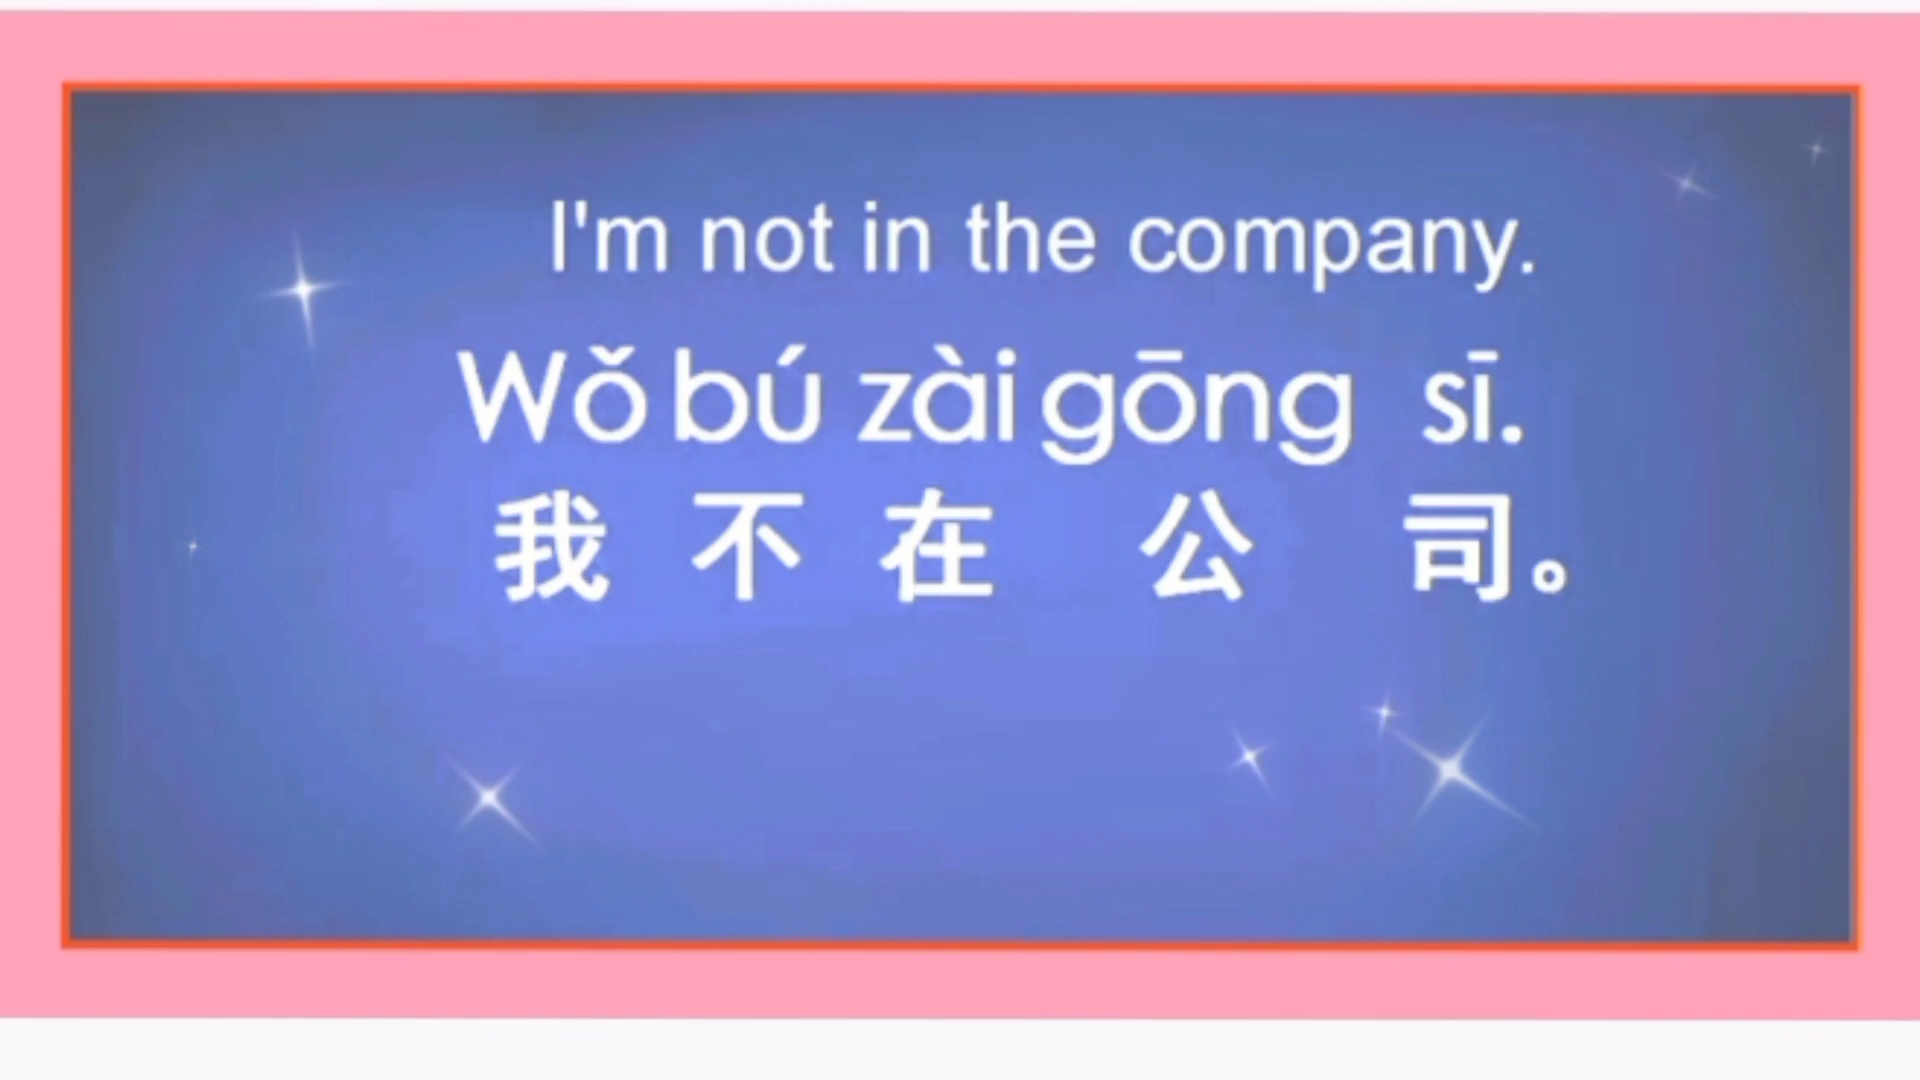 I'm not in the company.
Wǒ bú zài gōng sī.
我 不 在 公 司。